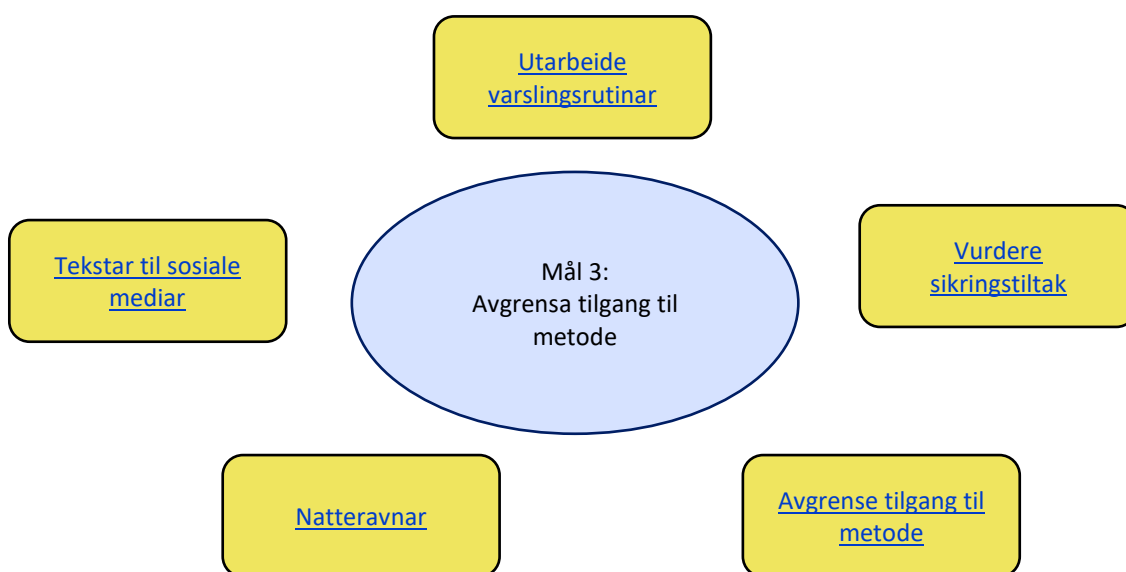 Utarbeide
varslingsrutinar
Tekstar til sosiale
mediar
Mål 3:
Avgrensa tilgang til
metode
Vurdere
sikringstiltak
Natteravnar
Avgrense tilgang til
metode